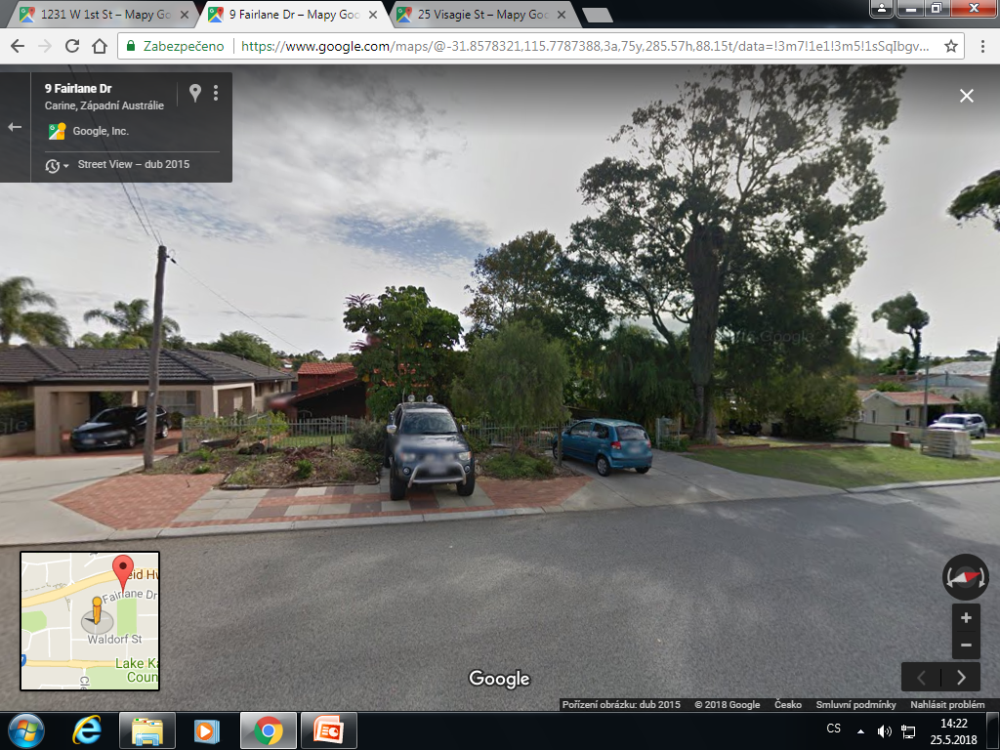 1231 W 1st St – Mapy Go
9 Fairlane Dr – Mapy Goo
25 Visagie St – Mapy Goo
Zabezpečeno
https://www.google.com/maps/@-31.8578321,115.7787388,3a,75y,285.57h,88.15t/data=!3m7!1e1!3m5!1sSqIbgv...
9 Fairlane Dr
Carine, Západní Austrálie
Google, Inc.
Street View – dub 2015
eid Hw
Fairlane Dr
Waldorf St
Lake Ka
Coun
Google
Pořízení obrázku: dub 2015 © 2018 Google Česko Smluvní podmínky Nahlásit problém
CS
14:22
25.5.2018